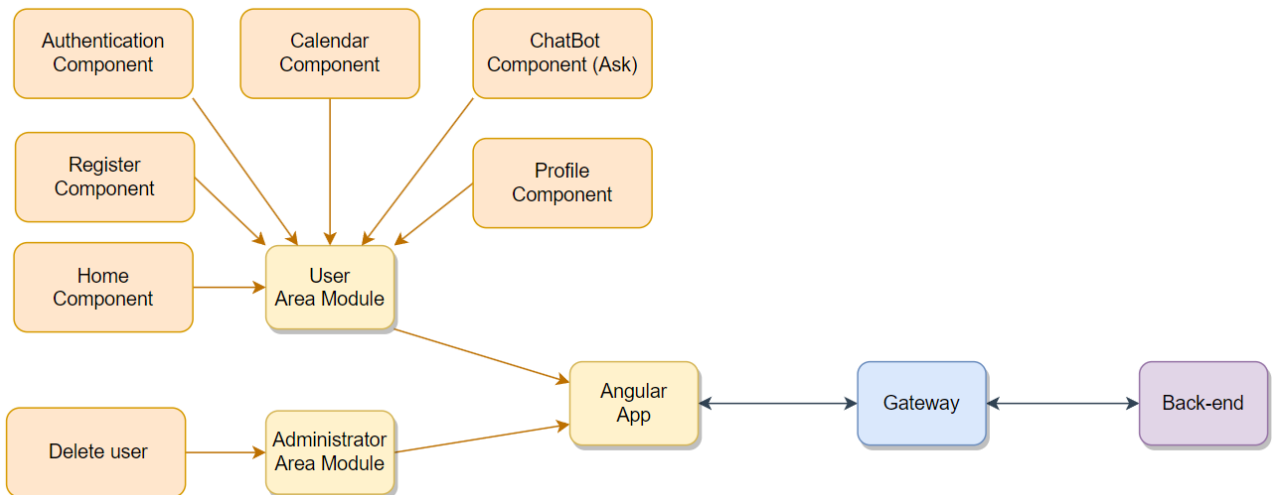 Authentication
Component
Calendar
Component
ChatBot
Component (Ask)
Register
Component
Profile
Component
Home
Component
User
Area Module
Angular
App
Gateway
Back-end
Delete user
Administrator
Area Module